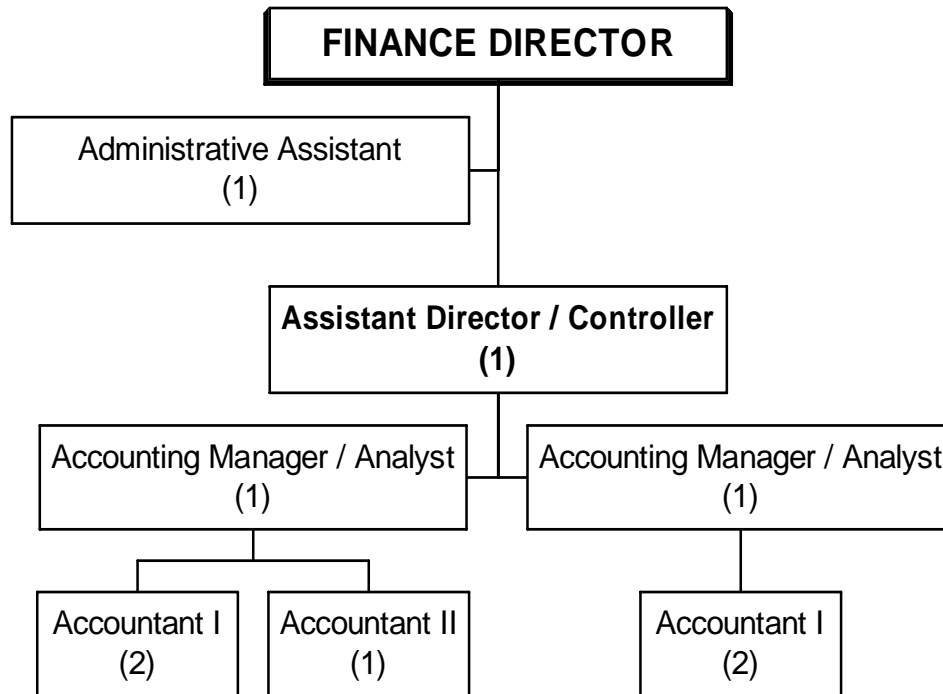 FINANCE DIRECTOR
Administrative Assistant
(1)
Assistant Director / Controller
(1)
Accounting Manager / Analyst
(1)
Accounting Manager / Analyst
(1)
Accountant I
(2)
Accountant II
(1)
Accountant I
(2)